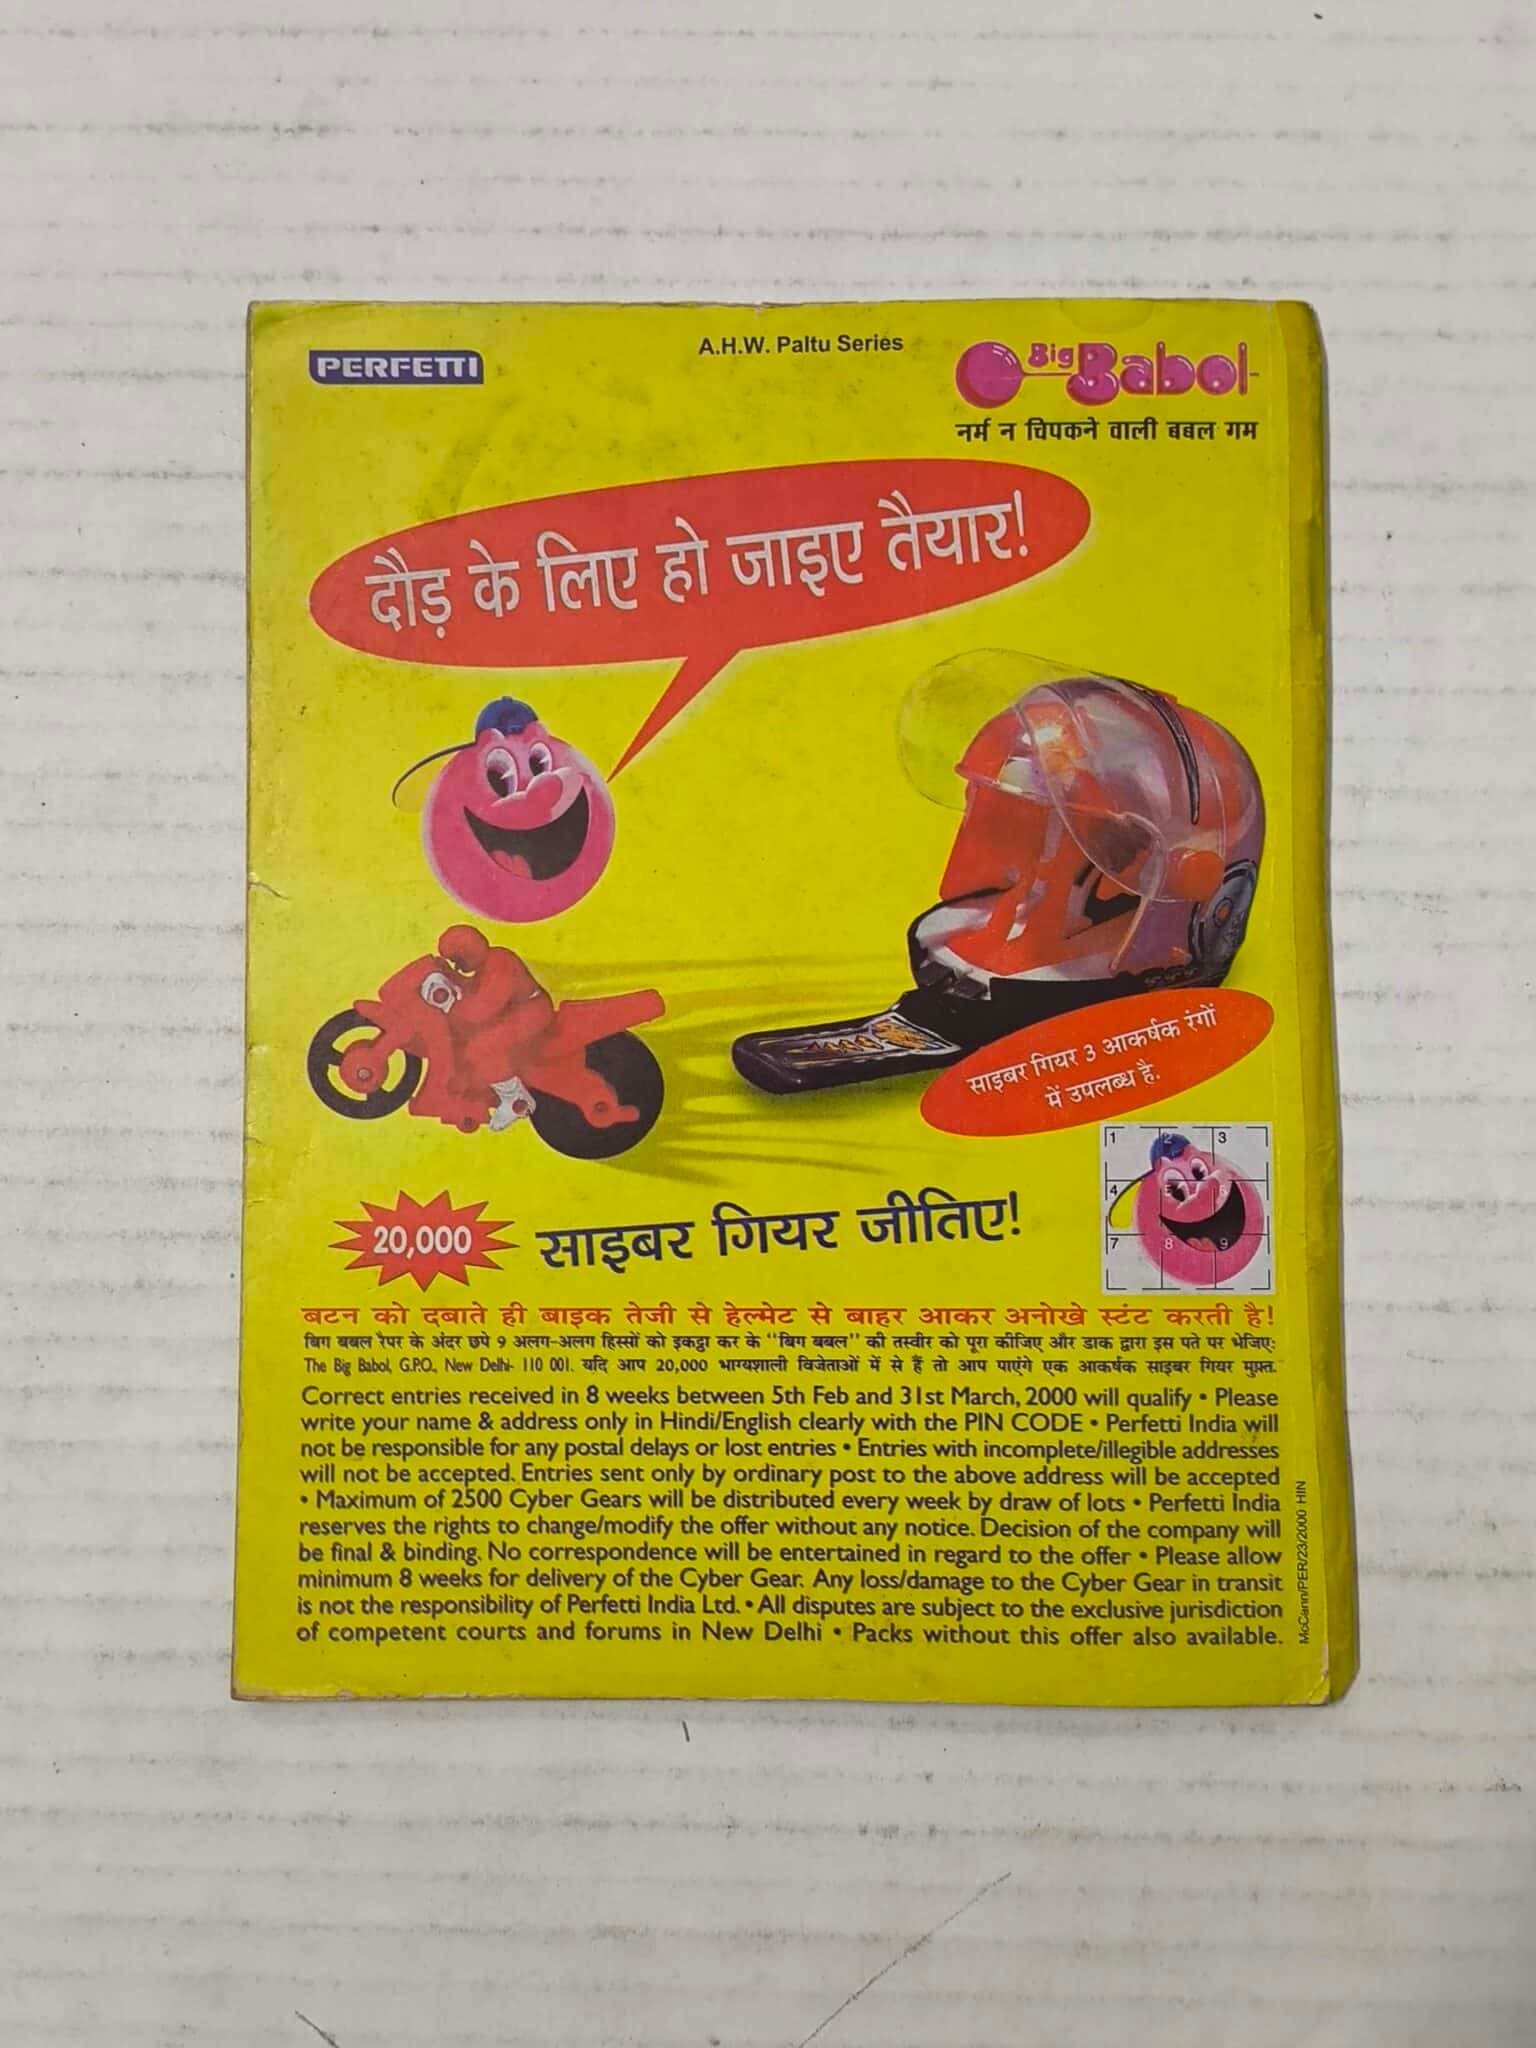 PERFETTI
A.H.W. Paltu Series
Big Babol
नर्म न चिपकने वाली बबल गम
दौड़ के लिए हो जाइए तैयार!
साइबर गियर 3 आकर्षक रंगों
में उपलब्ध है.
1 2 3
4 5 6
7 8 9
20,000
साइबर गियर जीतिए!
बटन को दबाते ही बाइक तेजी से हेल्मेट से बाहर आकर अनोखे स्टंट करती है!
बिग बबल रैपर के अंदर छपे 9 अलग-अलग हिस्सों को इकट्ठा कर के "बिग बबल" की तस्वीर को पूरा कीजिए और डाक द्वारा इस पते पर भेजिए:
The Big Babol, G.P.O., New Delhi- 110 001. यदि आप 20,000 भाग्यशाली विजेताओं में से हैं तो आप पाएंगे एक आकर्षक साइबर गियर मुफ़्त.
Correct entries received in 8 weeks between 5th Feb and 31st March, 2000 will qualify • Please
write your name & address only in Hindi/English clearly with the PIN CODE • Perfetti India will
not be responsible for any postal delays or lost entries • Entries with incomplete/illegible addresses
will not be accepted. Entries sent only by ordinary post to the above address will be accepted
• Maximum of 2500 Cyber Gears will be distributed every week by draw of lots • Perfetti India
reserves the rights to change/modify the offer without any notice. Decision of the company will
be final & binding. No correspondence will be entertained in regard to the offer • Please allow
minimum 8 weeks for delivery of the Cyber Gear. Any loss/damage to the Cyber Gear in transit
is not the responsibility of Perfetti India Ltd. • All disputes are subject to the exclusive jurisdiction
of competent courts and forums in New Delhi • Packs without this offer also available.
McCann/PER/23/2000 HIN